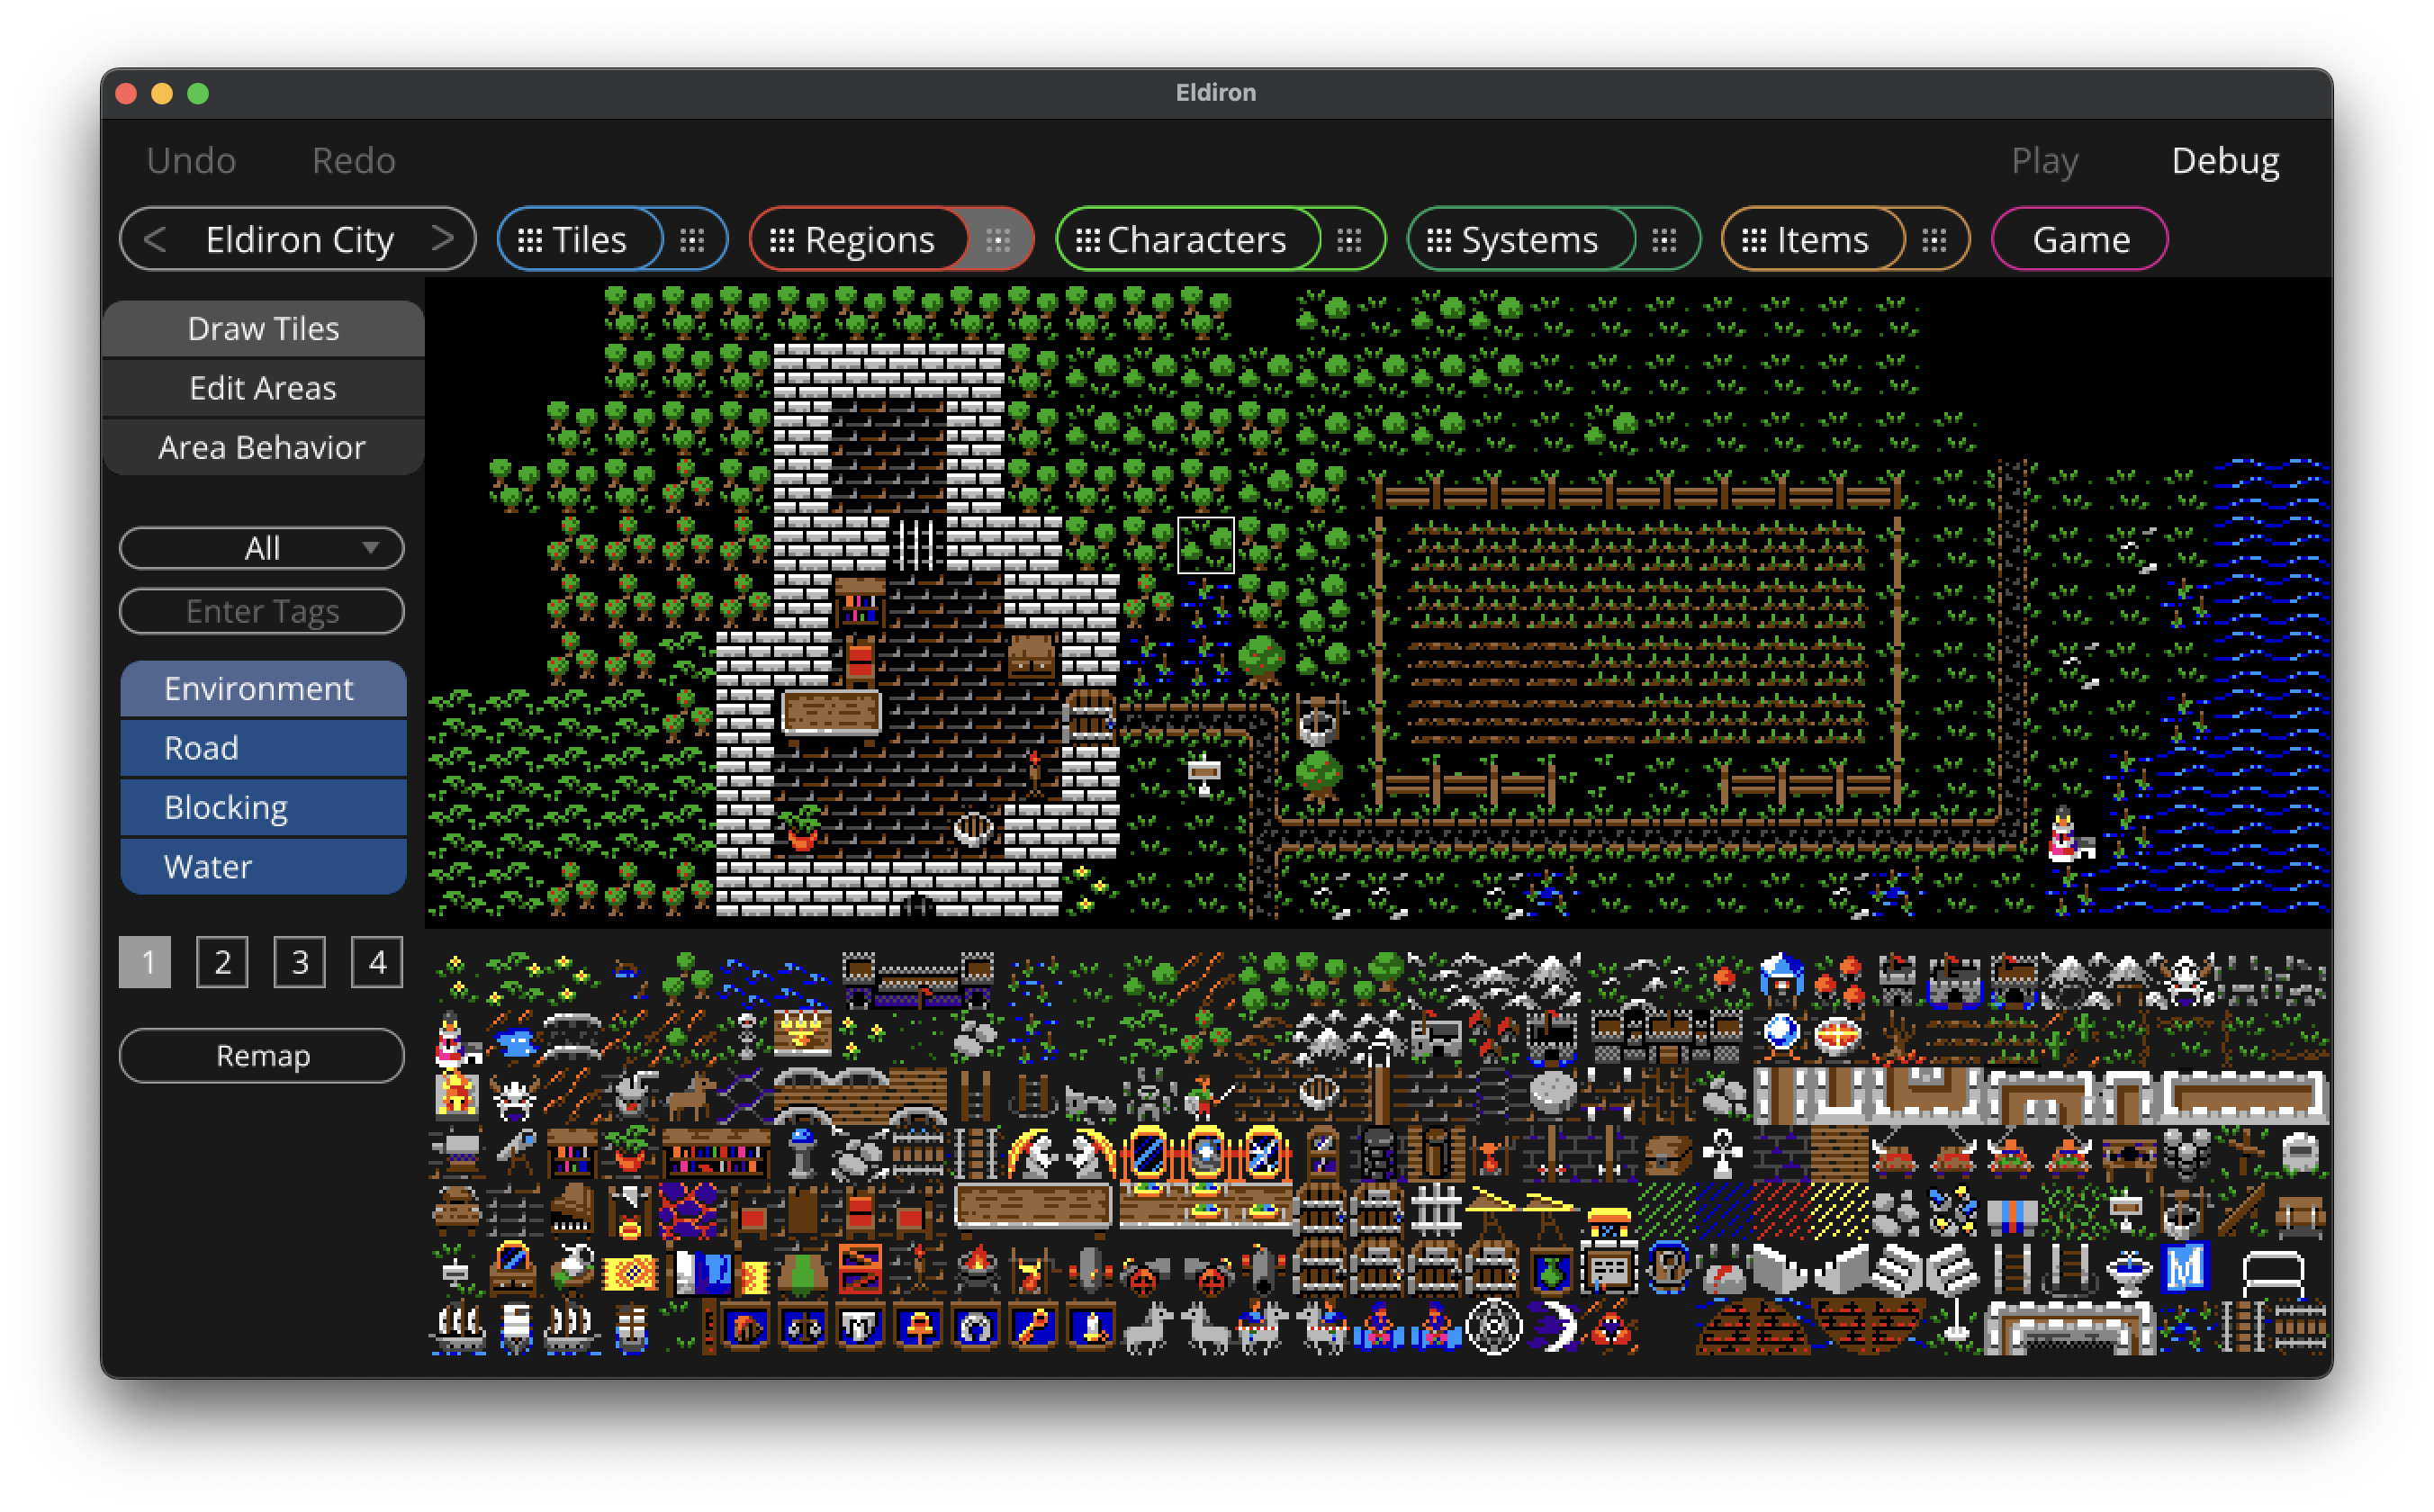 Eldiron
Undo Redo Play Debug
< Eldiron City > Tiles Regions Characters Systems Items Game
Draw Tiles
Edit Areas
Area Behavior
All
Enter Tags
Environment
Road
Blocking
Water
1 2 3 4
Remap
M